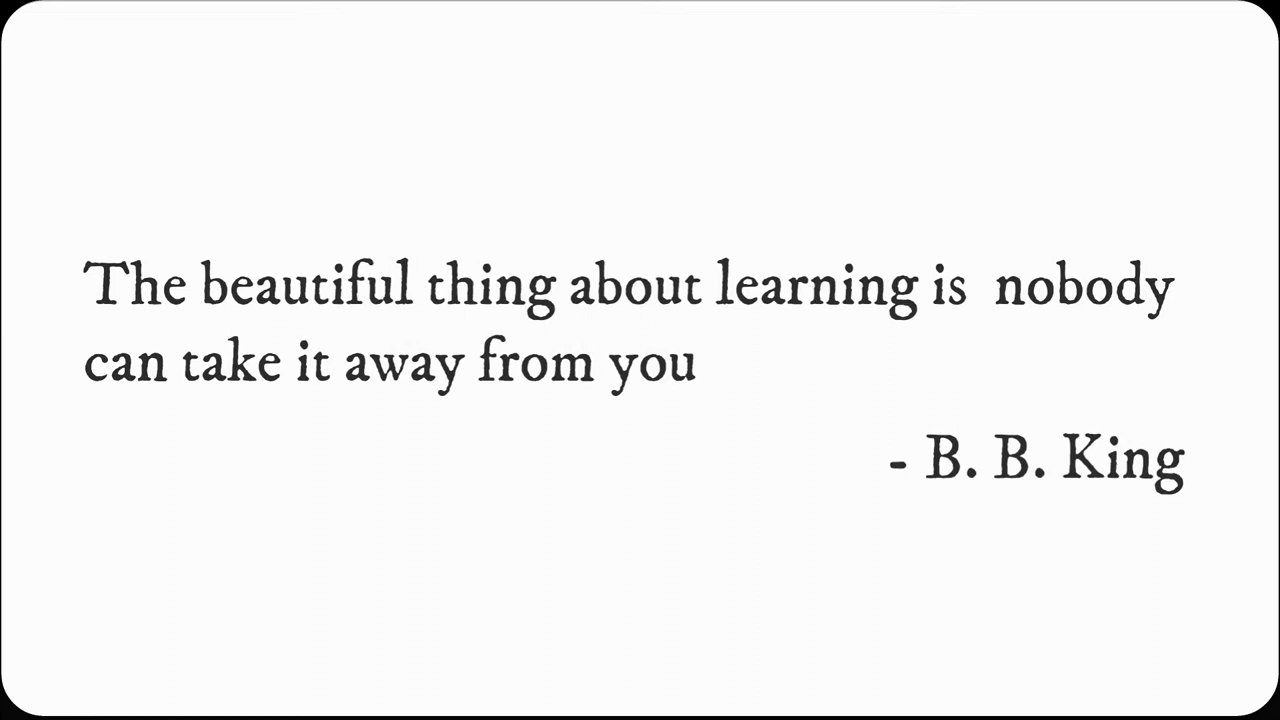 The beautiful thing about learning is  nobody
can take it away from you
- B. B. King